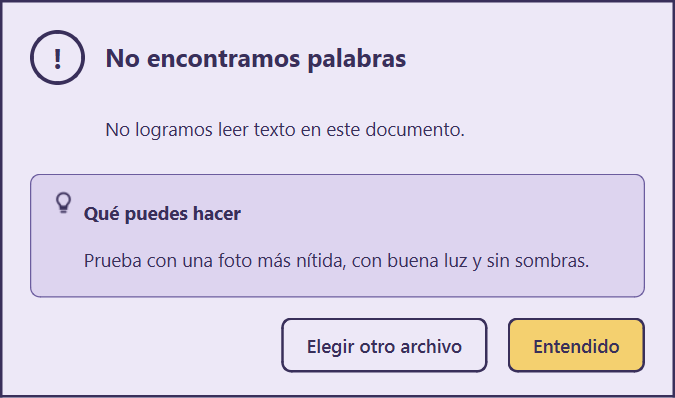 !
No encontramos palabras
No logramos leer texto en este documento.
Qué puedes hacer
Prueba con una foto más nítida, con buena luz y sin sombras.
Elegir otro archivo
Entendido